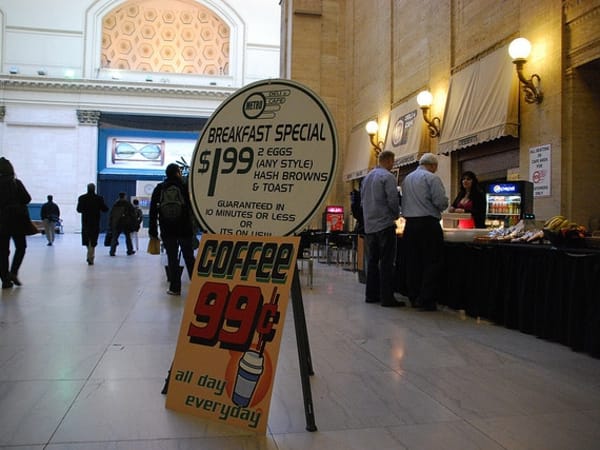 METRO
DELI & CAFE
BREAKFAST SPECIAL
$1.99
2 EGGS
(ANY STYLE)
HASH BROWNS
& TOAST
GUARANTEED IN
10 MINUTES OR LESS
OR
ITS ON US!!!
COFFEE
99¢
all day
everyday